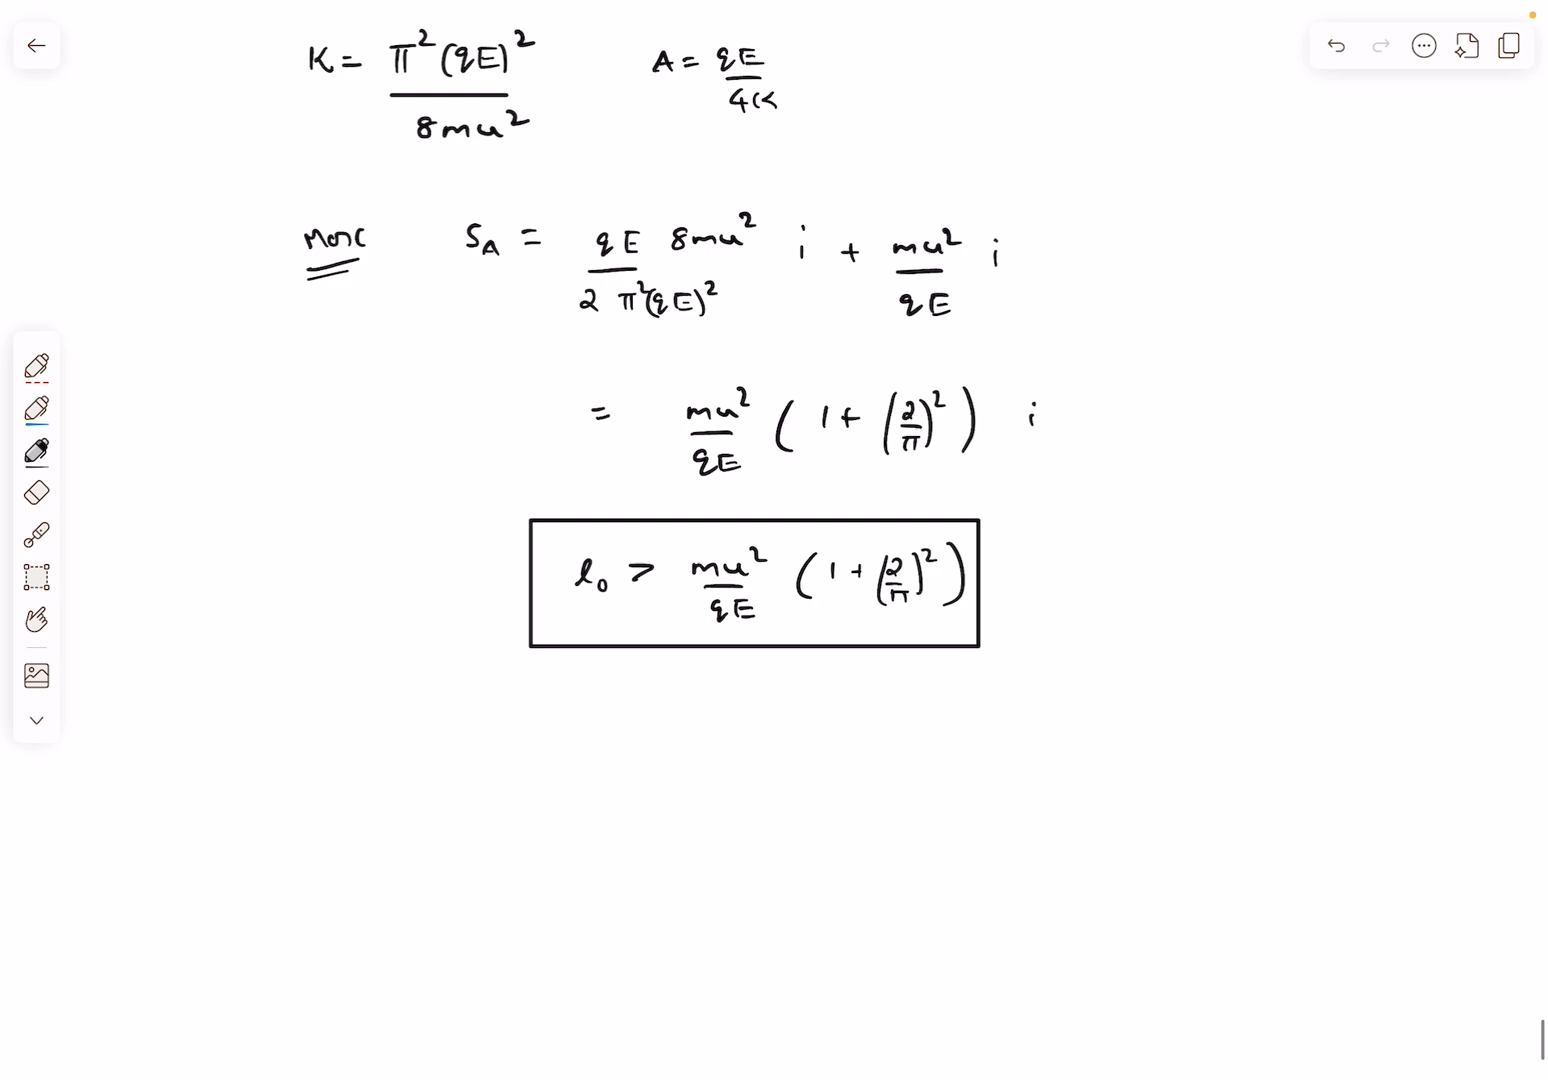 K = π²(qE)² / 8mu²    A = qE / 4K
S_A = qE 8mu² / 2 π²(qE)² i + mu² / qE i
= mu² / qE ( 1 + (2/π)² ) i
l₀ > mu² / qE ( 1 + (2/π)² )